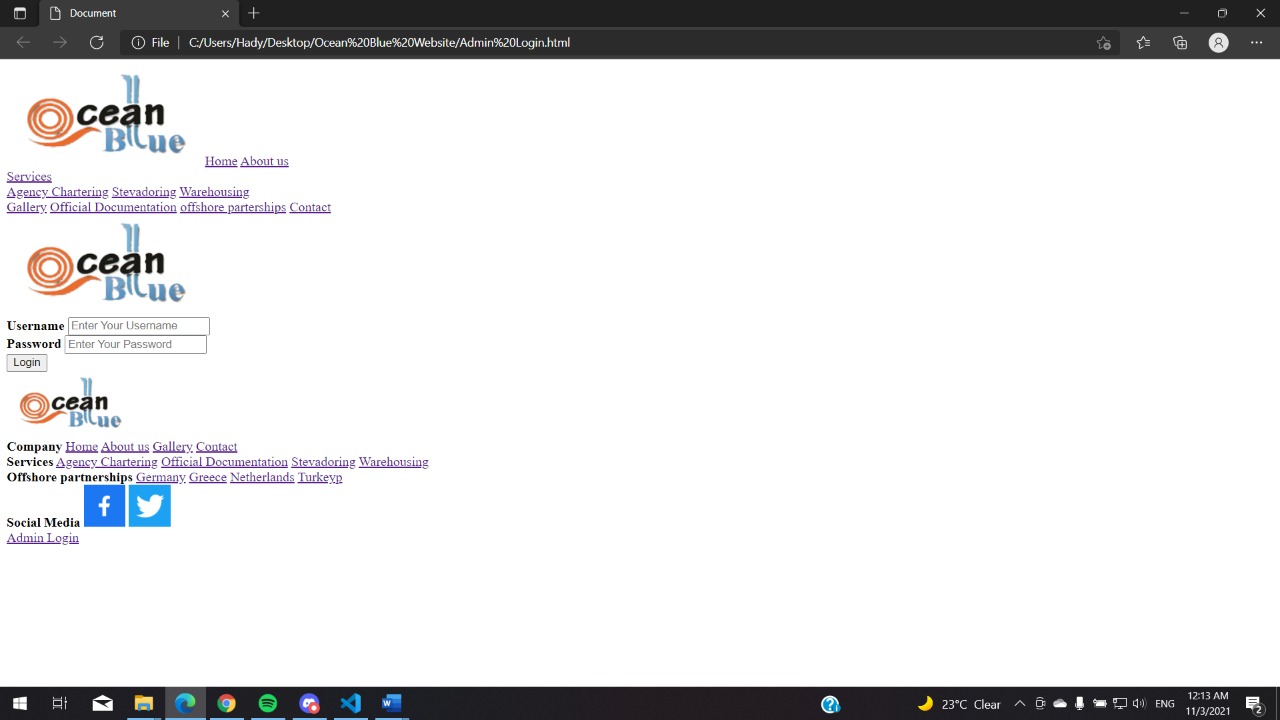 Document
File C:/Users/Hady/Desktop/Ocean%20Blue%20Website/Admin%20Login.html
Ocean
Blue
Home About us
Services
Agency Chartering Stevadoring Warehousing
Gallery Official Documentation offshore parterships Contact
Ocean
Blue
Username Enter Your Username
Password Enter Your Password
Login
Ocean
Blue
Company Home About us Gallery Contact
Services Agency Chartering Official Documentation Stevadoring Warehousing
Offshore partnerships Germany Greece Netherlands Turkeyp
Social Media
Admin Login
23°C Clear ENG 12:13 AM
11/3/2021 2